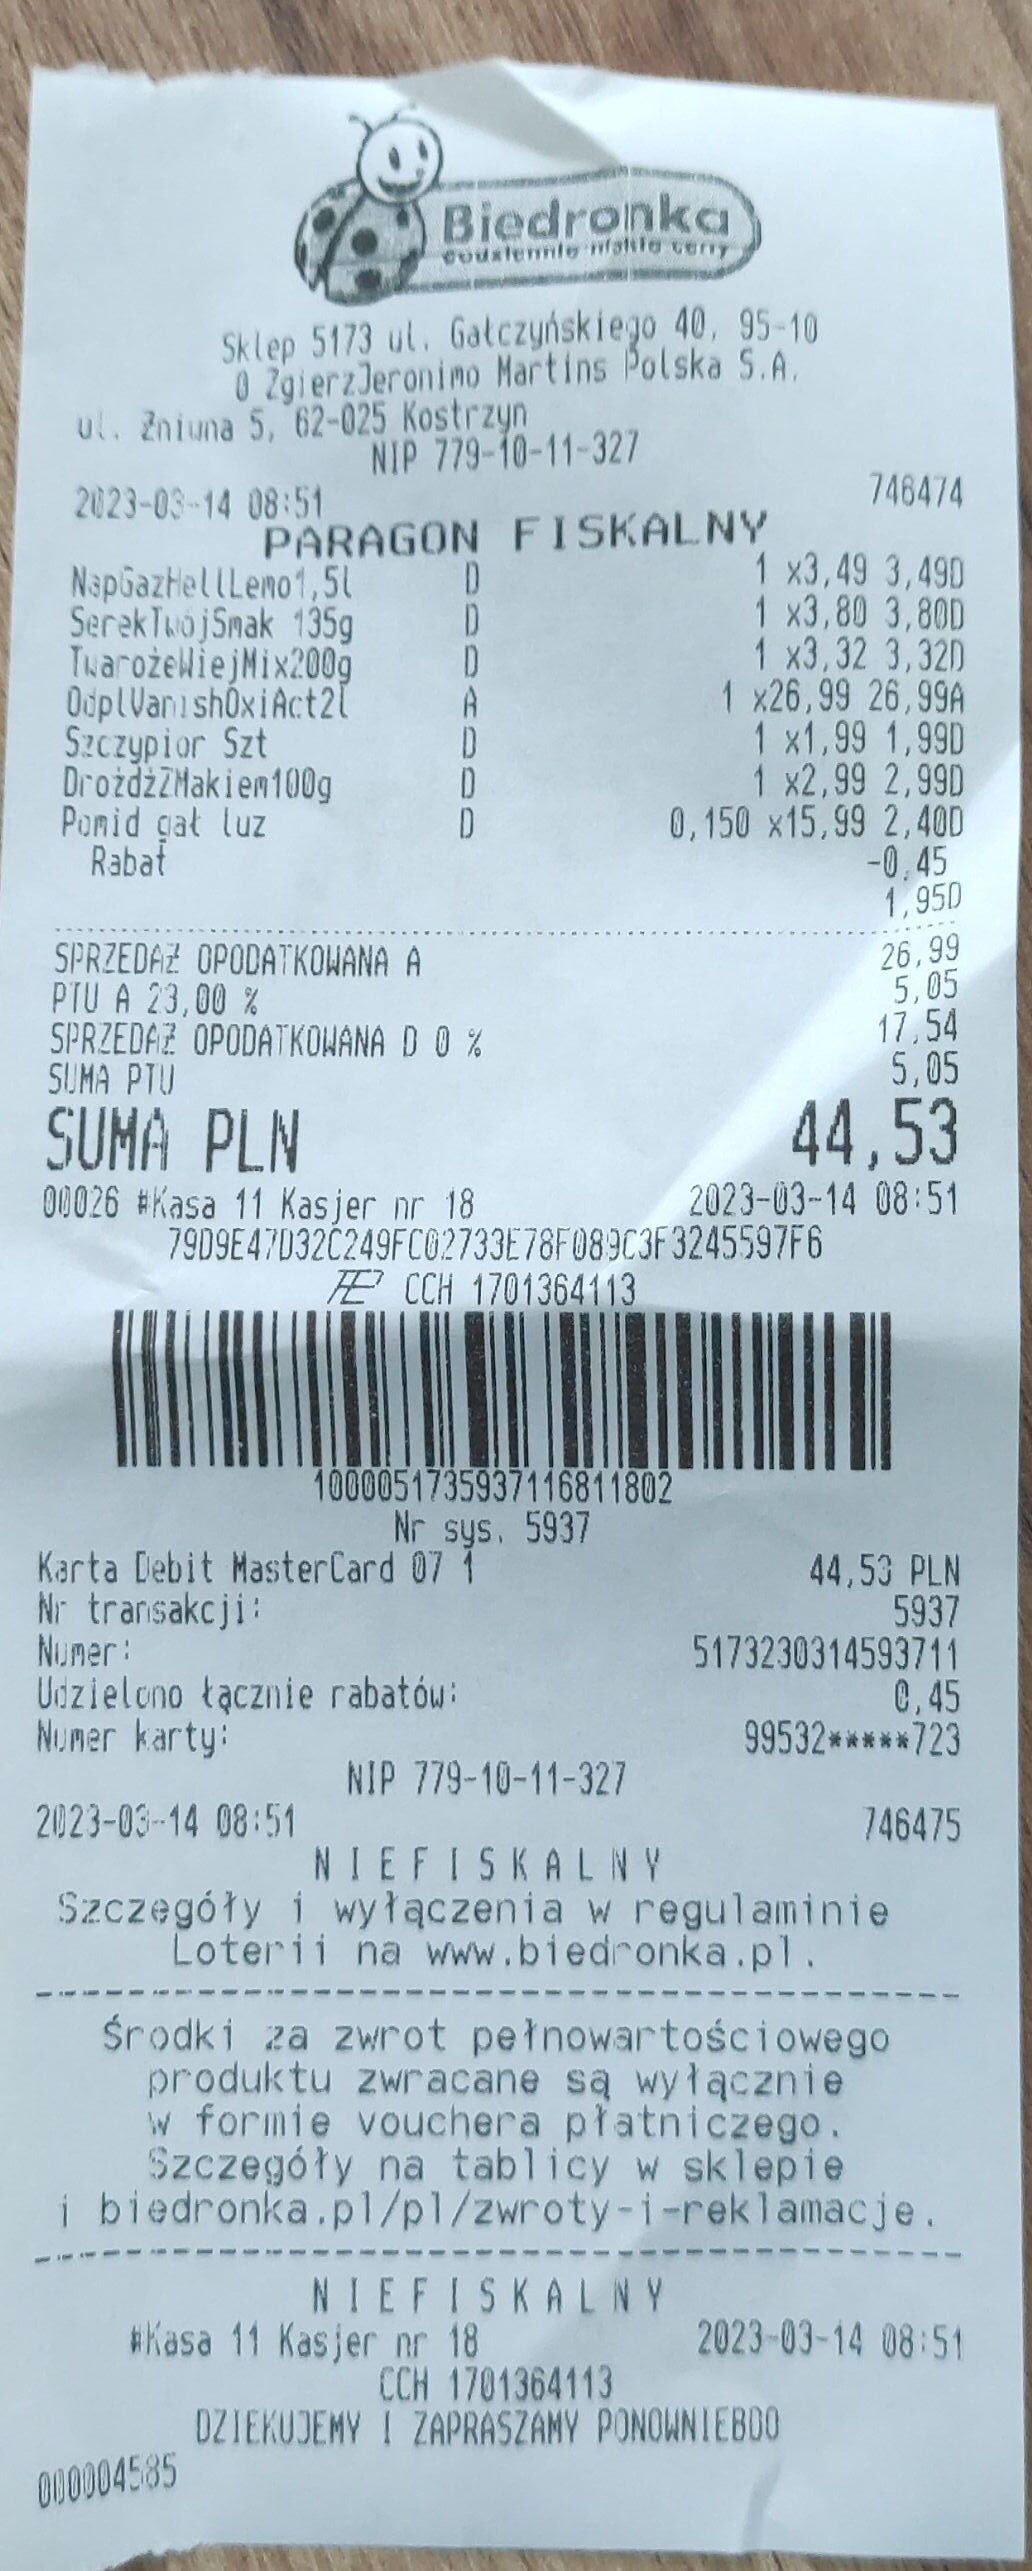 Biedronka
Codziennie niskie ceny
Sklep 5173 ul. Gałczyńskiego 40, 95-10
0 ZgierzJeronimo Martins Polska S.A.
ul. Żniwna 5, 62-025 Kostrzyn
NIP 779-10-11-327
2023-03-14 08:51 746474
PARAGON FISKALNY
NapGazHellLemo1,5l D 1 x3,49 3,49D
SerekTwójSmak 135g D 1 x3,80 3,80D
TwarożeWiejMix200g D 1 x3,32 3,32D
OdplVanishOxiAct2l A 1 x26,99 26,99A
Szczypior Szt D 1 x1,99 1,99D
DrożdżZMakiem100g D 1 x2,99 2,99D
Pomid gał luz D 0,150 x15,99 2,40D
Rabat -0,45
1,95D
SPRZEDAŻ OPODATKOWANA A 26,99
PTU A 23,00 % 5,05
SPRZEDAŻ OPODATKOWANA D 0 % 17,54
SUMA PTU 5,05
SUMA PLN 44,53
00026 #Kasa 11 Kasjer nr 18 2023-03-14 08:51
79D9E47D32C249FC02733E78F089C3F3245597F6
CCH 1701364113
1000051735937116811802
Nr sys. 5937
Karta Debit MasterCard 07 1 44,53 PLN
Nr transakcji: 5937
Numer: 5173230314593711
Udzielono łącznie rabatów: 0,45
Numer karty: 99532*****723
NIP 779-10-11-327
2023-03-14 08:51 746475
NIEFISKALNY
Szczegóły i wyłączenia w regulaminie
Loterii na www.biedronka.pl.
Środki za zwrot pełnowartościowego
produktu zwracane są wyłącznie
w formie vouchera płatniczego.
Szczegóły na tablicy w sklepie
i biedronka.pl/pl/zwroty-i-reklamacje.
NIEFISKALNY
#Kasa 11 Kasjer nr 18 2023-03-14 08:51
CCH 1701364113
DZIEKUJEMY I ZAPRASZAMY PONOWNIEBDO
000004585